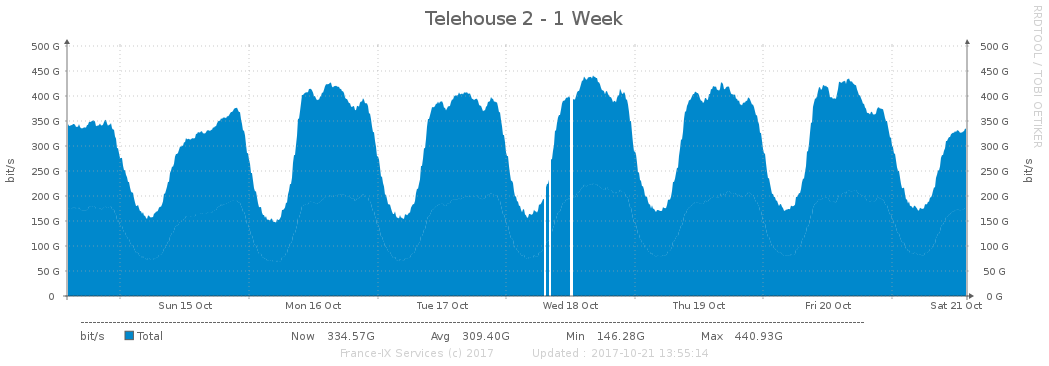 Telehouse 2 - 1 Week
RRDTOOL / TOBI OETIKER
500 G 500 G
450 G 450 G
400 G 400 G
350 G 350 G
300 G 300 G
250 G 250 G
200 G 200 G
150 G 150 G
100 G 100 G
50 G 50 G
0 0 G
bit/s bit/s
Sun 15 Oct Mon 16 Oct Tue 17 Oct Wed 18 Oct Thu 19 Oct Fri 20 Oct Sat 21 Oct
bit/s Total Now 334.57G Avg 309.40G Min 146.28G Max 440.93G
France-IX Services (c) 2017 Updated : 2017-10-21 13:55:14